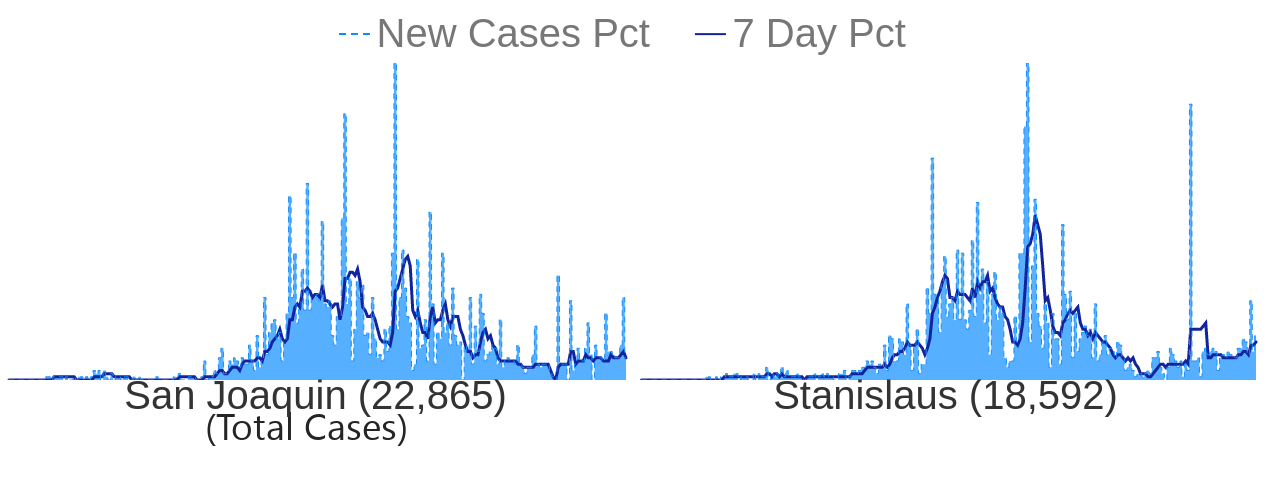 New Cases Pct 7 Day Pct
San Joaquin (22,865) Stanislaus (18,592)
(Total Cases)